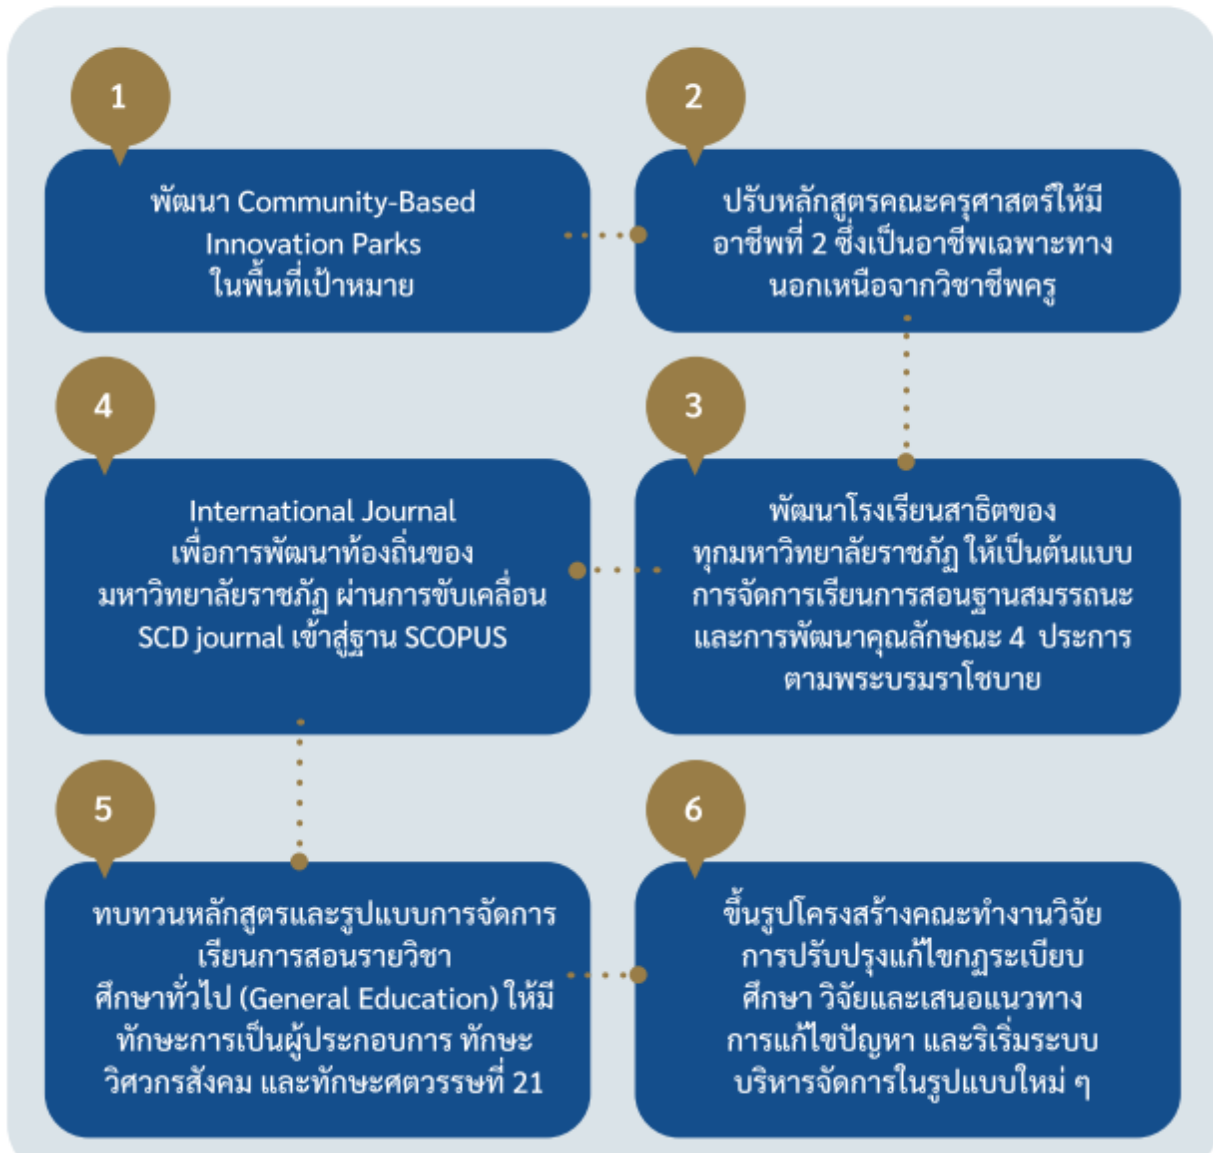 1
พัฒนา Community-Based
Innovation Parks
ในพื้นที่เป้าหมาย
2
ปรับหลักสูตรคณะครุศาสตร์ให้มี
อาชีพที่ 2 ซึ่งเป็นอาชีพเฉพาะทาง
นอกเหนือจากวิชาชีพครู
3
พัฒนาโรงเรียนสาธิตของ
ทุกมหาวิทยาลัยราชภัฏ ให้เป็นต้นแบบ
การจัดการเรียนการสอนฐานสมรรถนะ
และการพัฒนาคุณลักษณะ 4 ประการ
ตามพระบรมราโชบาย
4
International Journal
เพื่อการพัฒนาท้องถิ่นของ
มหาวิทยาลัยราชภัฏ ผ่านการขับเคลื่อน
SCD journal เข้าสู่ฐาน SCOPUS
5
ทบทวนหลักสูตรและรูปแบบการจัดการ
เรียนการสอนรายวิชา
ศึกษาทั่วไป (General Education) ให้มี
ทักษะการเป็นผู้ประกอบการ ทักษะ
วิศวกรสังคม และทักษะศตวรรษที่ 21
6
ขึ้นรูปโครงสร้างคณะทำงานวิจัย
การปรับปรุงแก้ไขกฏระเบียบ
ศึกษา วิจัยและเสนอแนวทาง
การแก้ไขปัญหา และริเริ่มระบบ
บริหารจัดการในรูปแบบใหม่ ๆ